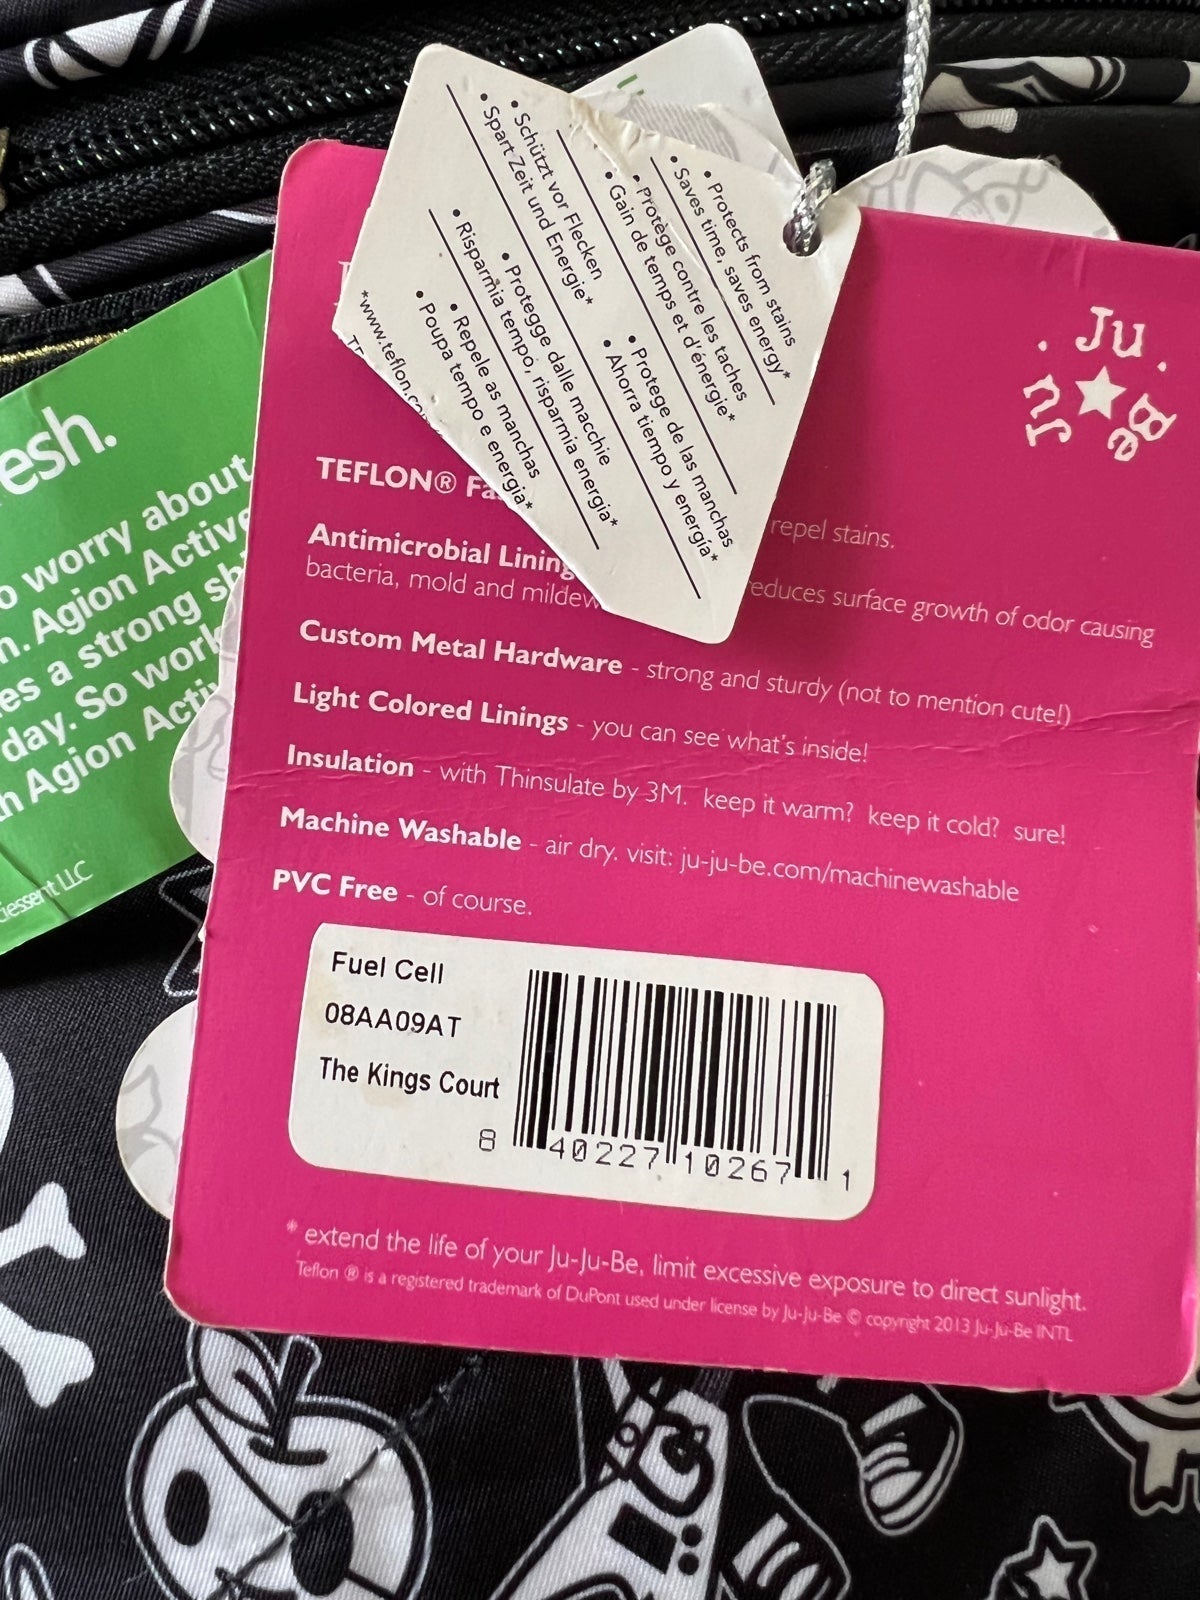 • Protects from stains
• Saves time, saves energy*
• Protège contre les taches
• Gain de temps et d'énergie*
• Schützt vor Flecken
• Spart Zeit und Energie*
• Protege de las manchas
• Ahorra tiempo y energía*
• Protegge dalle macchie
• Risparmia tempo, risparmia energia*
• Repele as manchas
• Poupa tempo e energia*
*www.teflon.com
Ju Ju Be
TEFLON®
repel stains.
Antimicrobial Lining
bacteria, mold and mildew
surface growth of odor causing
Custom Metal Hardware - strong and sturdy (not to mention cute!)
Light Colored Linings - you can see what's inside!
Insulation - with Thinsulate by 3M. keep it warm? keep it cold? sure!
Machine Washable - air dry. visit: ju-ju-be.com/machinewashable
PVC Free - of course.
Fuel Cell
08AA09AT
The Kings Court
8 40227 10267 1
* extend the life of your Ju-Ju-Be, limit excessive exposure to direct sunlight.
Teflon ® is a registered trademark of DuPont used under license by Ju-Ju-Be © copyright 2013 Ju-Ju-Be INTL
esh.
worry about
n. Agion Active
es a strong
day. So work
Agion Activ
LLC